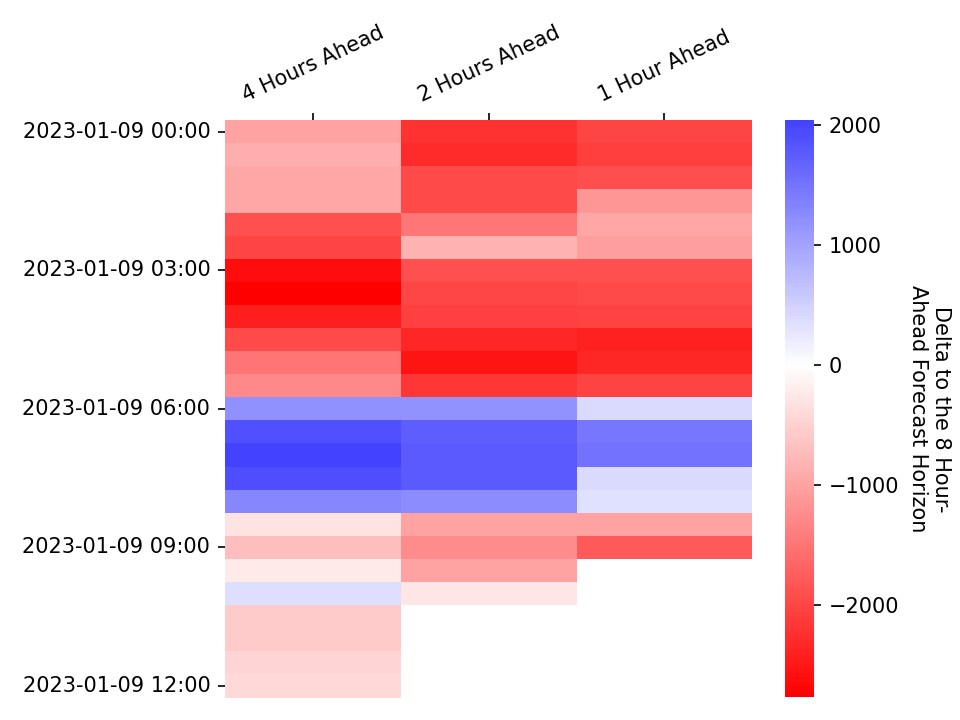 4 Hours Ahead
2 Hours Ahead
1 Hour Ahead
2023-01-09 00:00
2023-01-09 03:00
2023-01-09 06:00
2023-01-09 09:00
2023-01-09 12:00
2000
1000
0
−1000
−2000
Delta to the 8 Hour-
Ahead Forecast Horizon